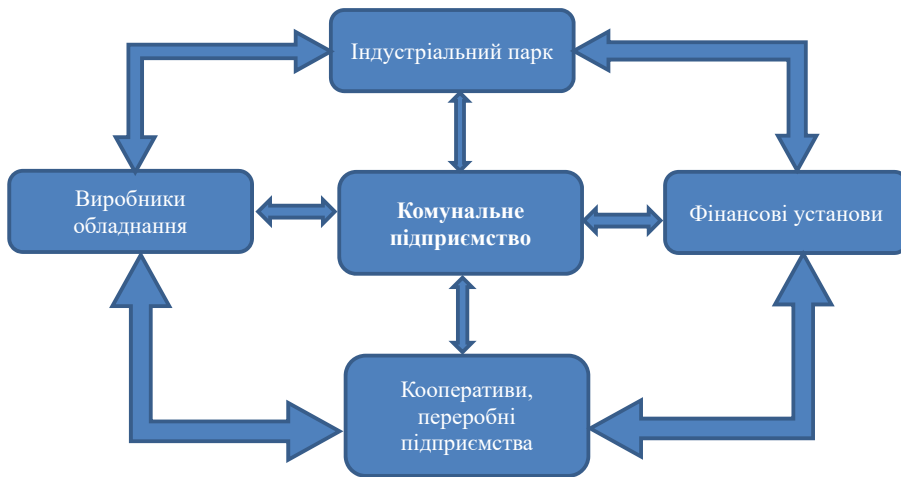 Індустріальний парк
Виробники
обладнання
Комунальне
підприємство
Фінансові установи
Кооперативи,
переробні
підприємства